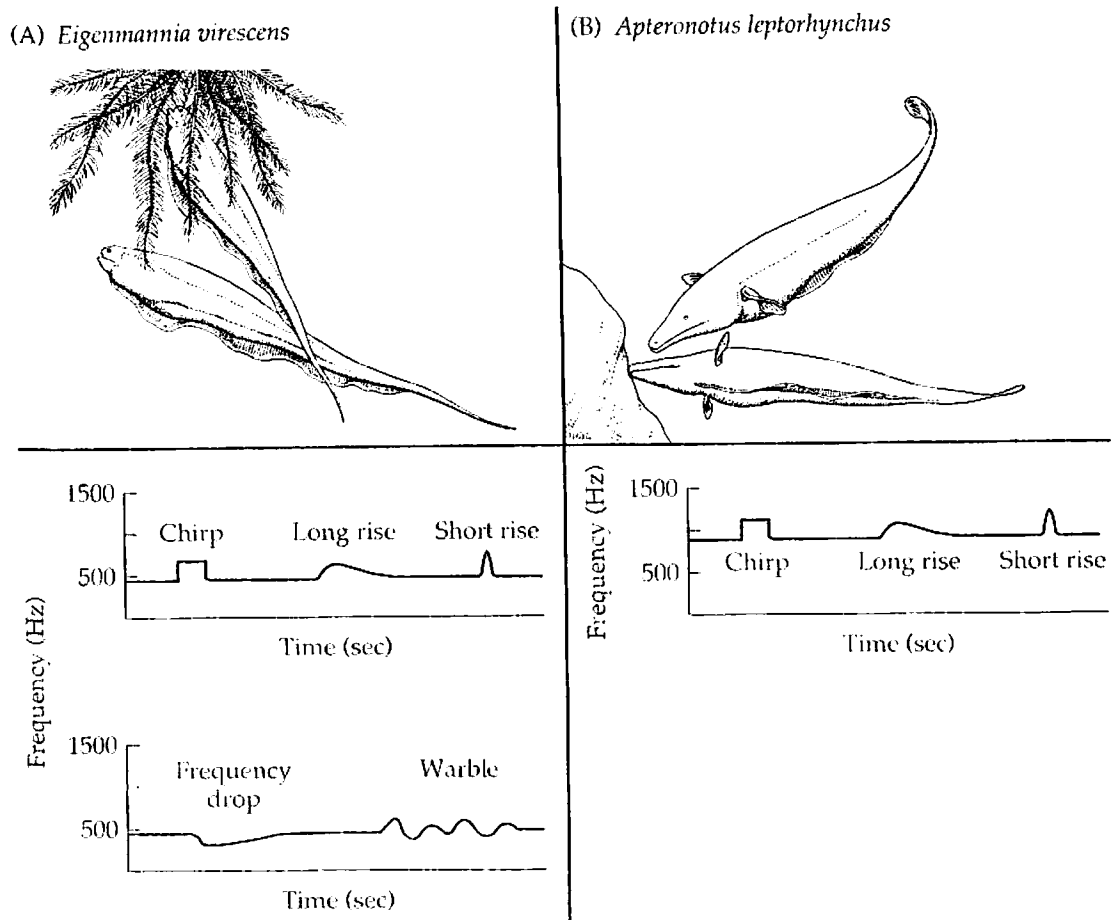 (A) Eigenmannia virescens
(B) Apteronotus leptorhynchus
Frequency (Hz)
1500
500
Chirp
Long rise
Short rise
Time (sec)
1500
500
Frequency
drop
Warble
Time (sec)
Frequency (Hz)
1500
500
Chirp
Long rise
Short rise
Time (sec)